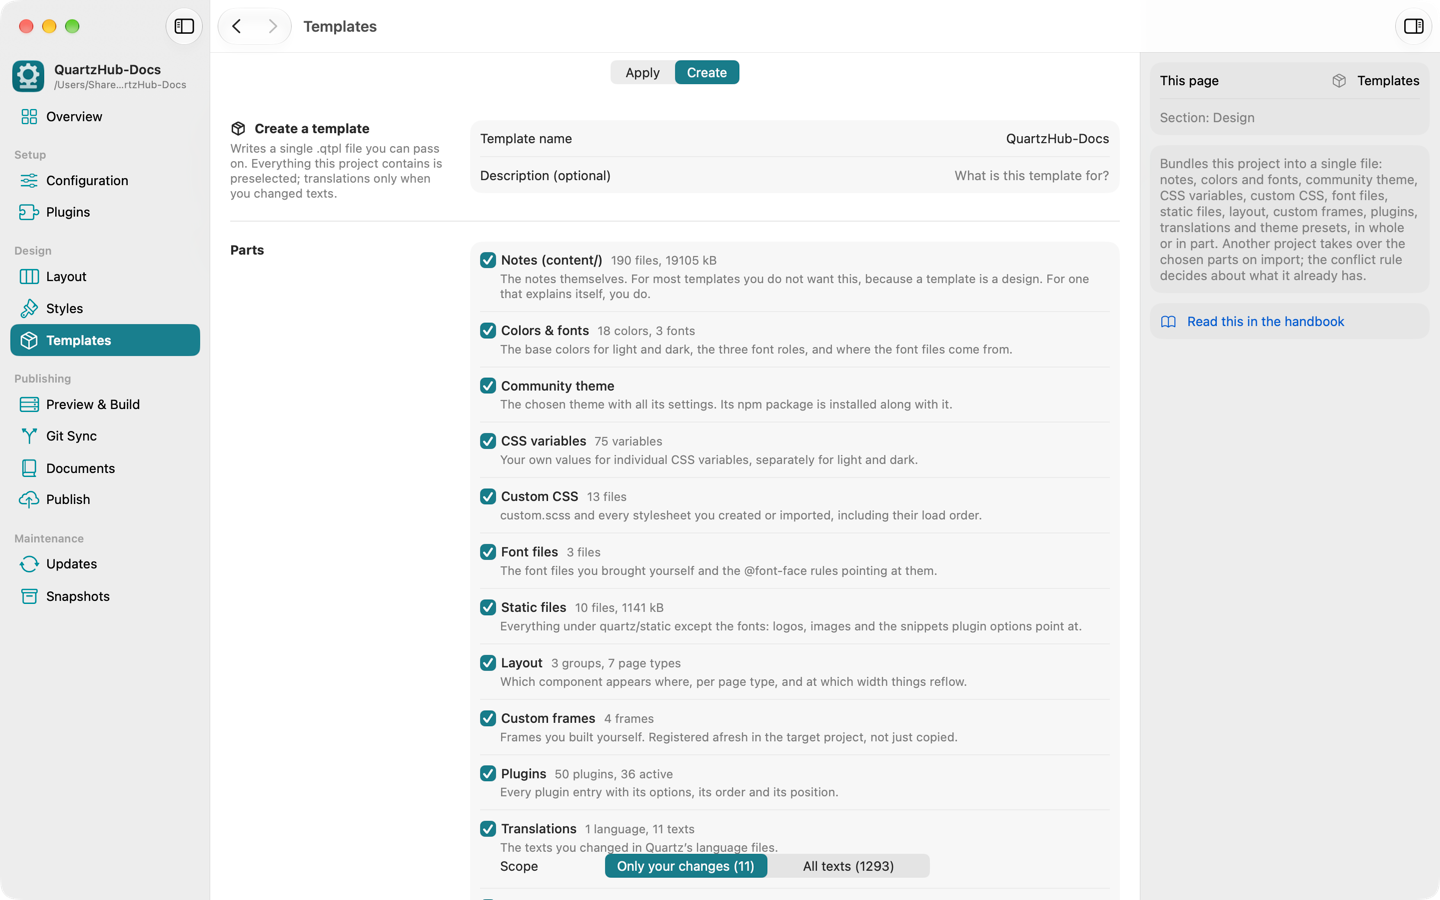 Templates
QuartzHub-Docs
/Users/Share...rtzHub-Docs
Overview
Setup
Configuration
Plugins
Design
Layout
Styles
Templates
Publishing
Preview & Build
Git Sync
Documents
Publish
Maintenance
Updates
Snapshots
Apply
Create
Create a template
Writes a single .qtpl file you can pass
on. Everything this project contains is
preselected; translations only when
you changed texts.
Template name
QuartzHub-Docs
Description (optional)
What is this template for?
Parts
Notes (content/) 190 files, 19105 kB
The notes themselves. For most templates you do not want this, because a template is a design. For one
that explains itself, you do.
Colors & fonts 18 colors, 3 fonts
The base colors for light and dark, the three font roles, and where the font files come from.
Community theme
The chosen theme with all its settings. Its npm package is installed along with it.
CSS variables 75 variables
Your own values for individual CSS variables, separately for light and dark.
Custom CSS 13 files
custom.scss and every stylesheet you created or imported, including their load order.
Font files 3 files
The font files you brought yourself and the @font-face rules pointing at them.
Static files 10 files, 1141 kB
Everything under quartz/static except the fonts: logos, images and the snippets plugin options point at.
Layout 3 groups, 7 page types
Which component appears where, per page type, and at which width things reflow.
Custom frames 4 frames
Frames you built yourself. Registered afresh in the target project, not just copied.
Plugins 50 plugins, 36 active
Every plugin entry with its options, its order and its position.
Translations 1 language, 11 texts
The texts you changed in Quartz's language files.
Scope
Only your changes (11)
All texts (1293)
This page
Templates
Section: Design
Bundles this project into a single file:
notes, colors and fonts, community theme,
CSS variables, custom CSS, font files,
static files, layout, custom frames, plugins,
translations and theme presets, in whole
or in part. Another project takes over the
chosen parts on import; the conflict rule
decides about what it already has.
Read this in the handbook